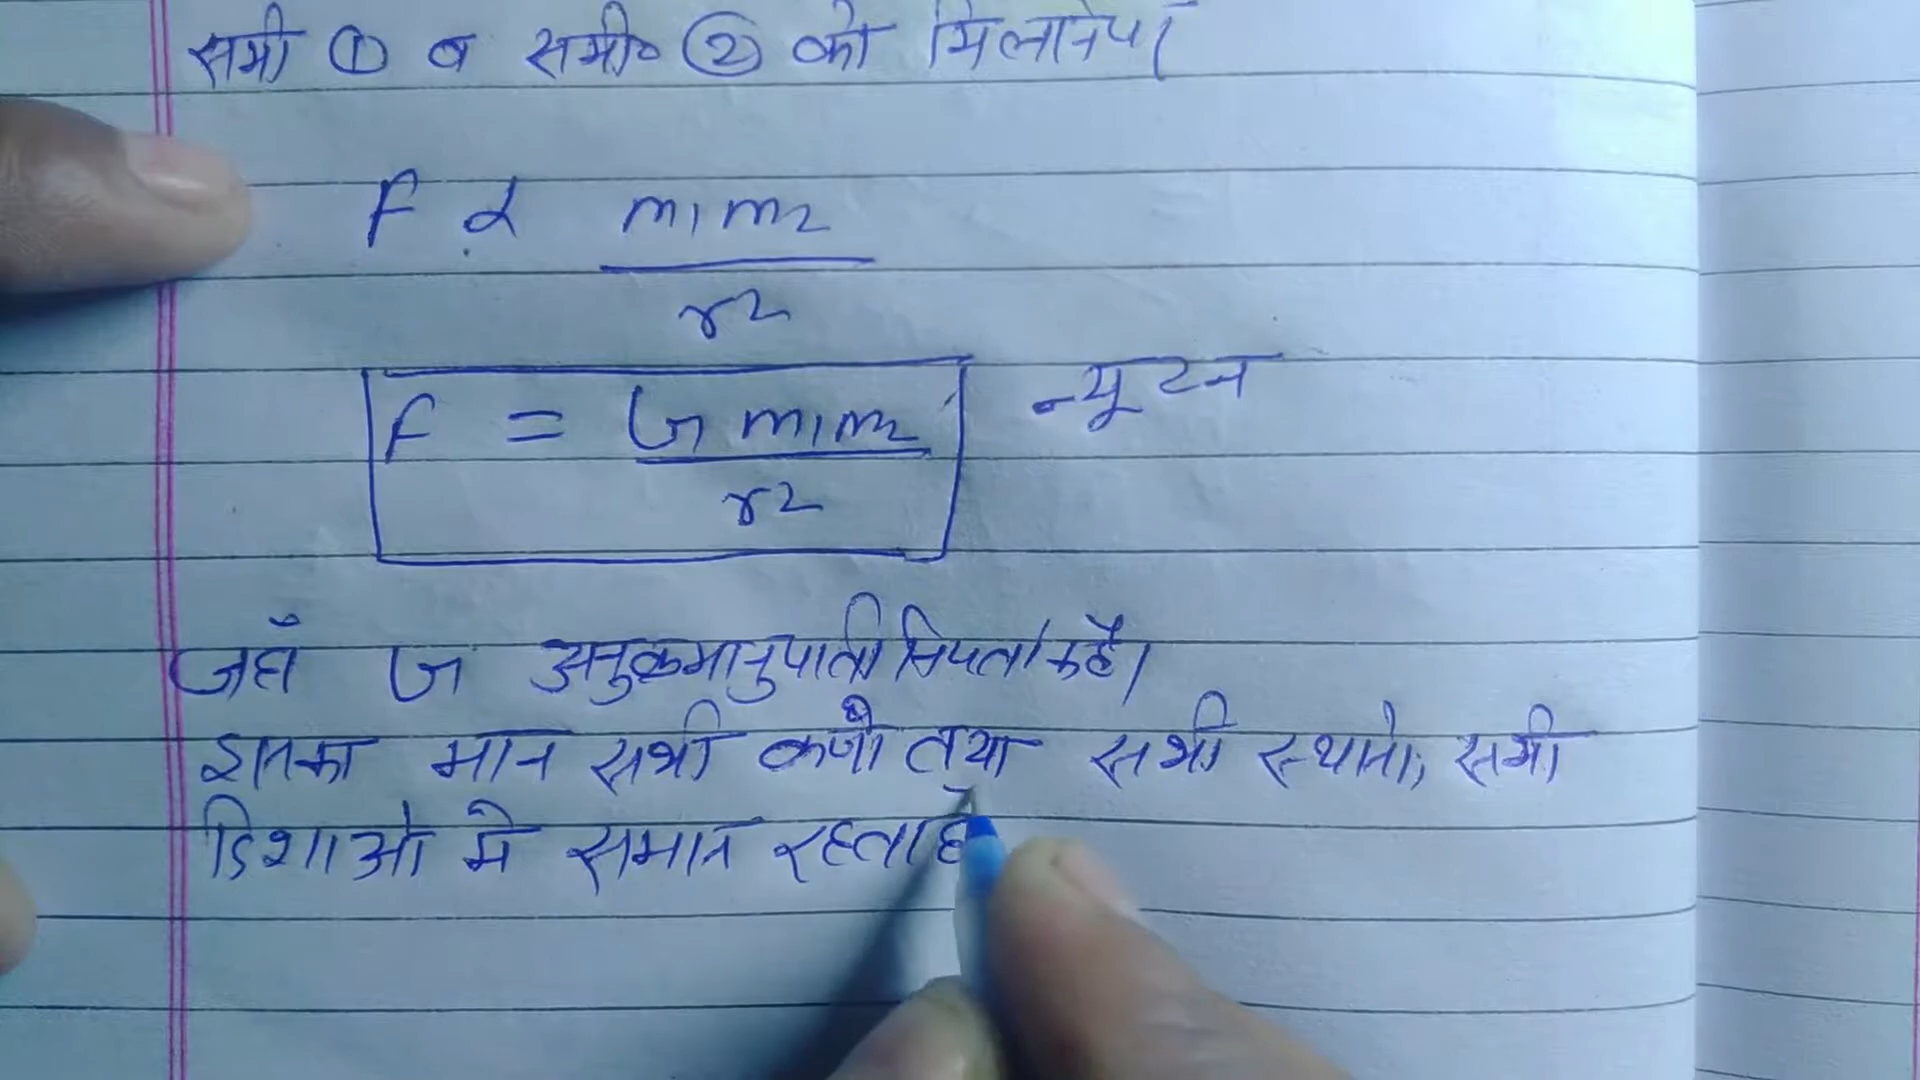 समी ① व समी० ② को मिलानेपर
F α m1m2
r2
F = G m1m2
r2
न्यूटन
जहाँ G अनुक्रमानुपाती नियतांक है।
इसका मान सभी कणो तथा सभी स्थानो, सभी
दिशाओ मे समान रहता है